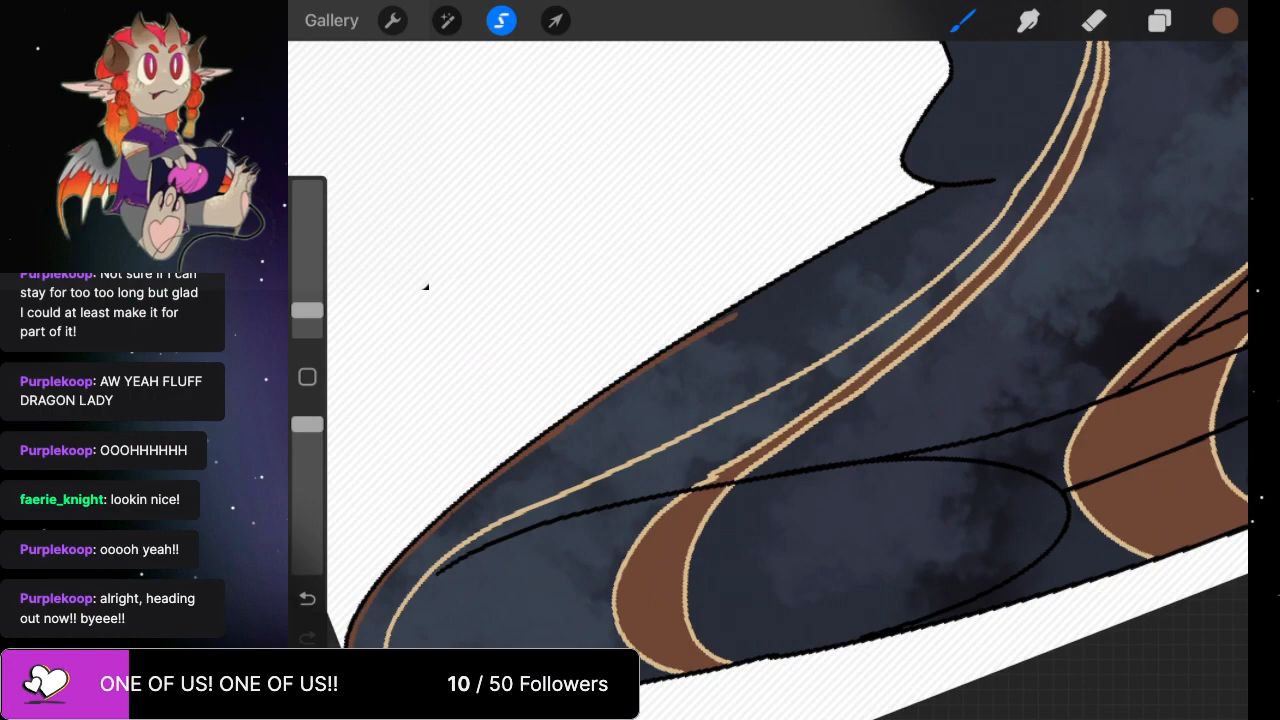 Gallery
Purplekoop: Not sure if I can
stay for too too long but glad
I could at least make it for
part of it!
Purplekoop: AW YEAH FLUFF
DRAGON LADY
Purplekoop: OOOHHHHHH
faerie_knight: lookin nice!
Purplekoop: ooooh yeah!!
Purplekoop: alright, heading
out now!! byeee!!
ONE OF US! ONE OF US!!
10 / 50 Followers